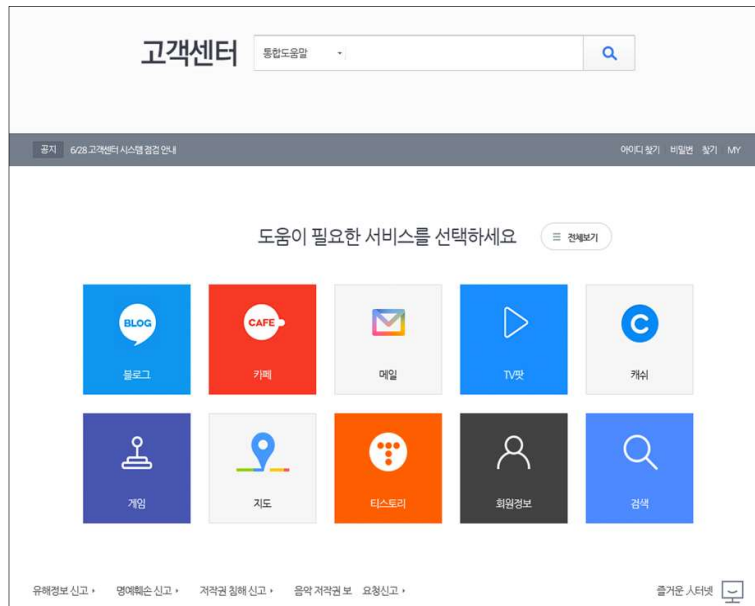 고객센터 통합도움말
공지 6/28 고객센터 시스템 점검 안내 아이디 찾기 비밀번 찾기 MY
도움이 필요한 서비스를 선택하세요 전체보기
BLOG CAFE C
블로그 카페 메일 TV팟 캐쉬
게임 지도 티스토리 회원정보 검색
유해정보 신고 명예훼손 신고 저작권 침해 신고 음악 저작권 보 요청신고 즐거운 人터넷